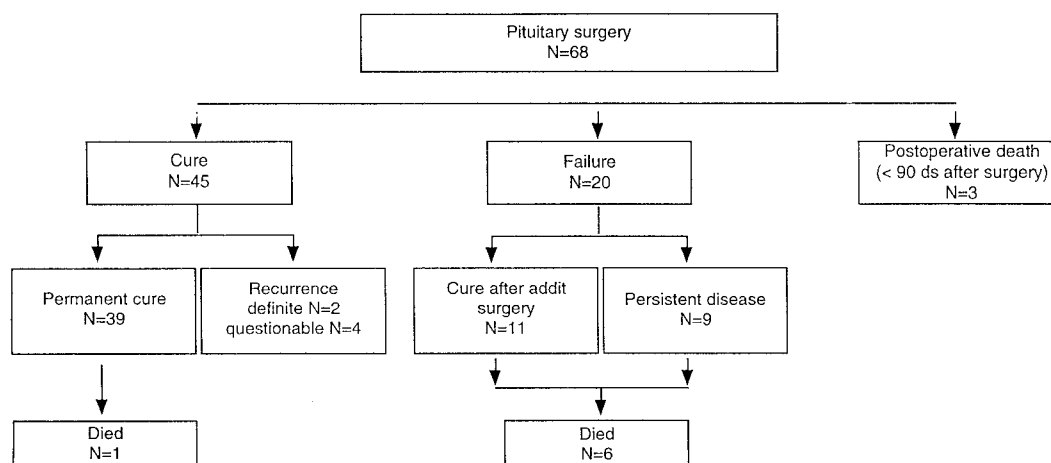 Pituitary surgery
N=68
Cure
N=45
Failure
N=20
Postoperative death
(< 90 ds after surgery)
N=3
Permanent cure
N=39
Recurrence
definite N=2
questionable N=4
Cure after addit
surgery
N=11
Persistent disease
N=9
Died
N=1
Died
N=6